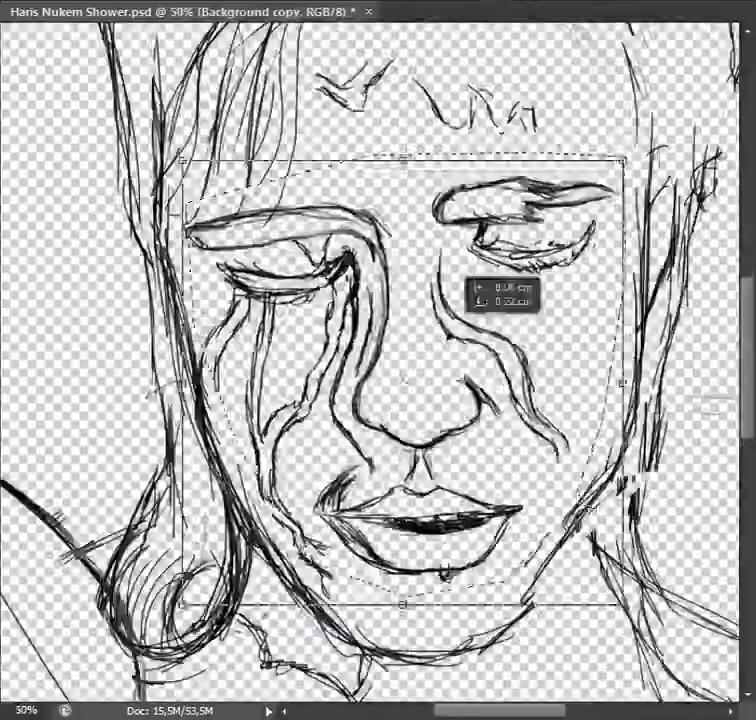 Haris Nukem Shower.psd @ 50% (Background copy, RGB/8) *
50%
Doc: 15,5M/53,5M